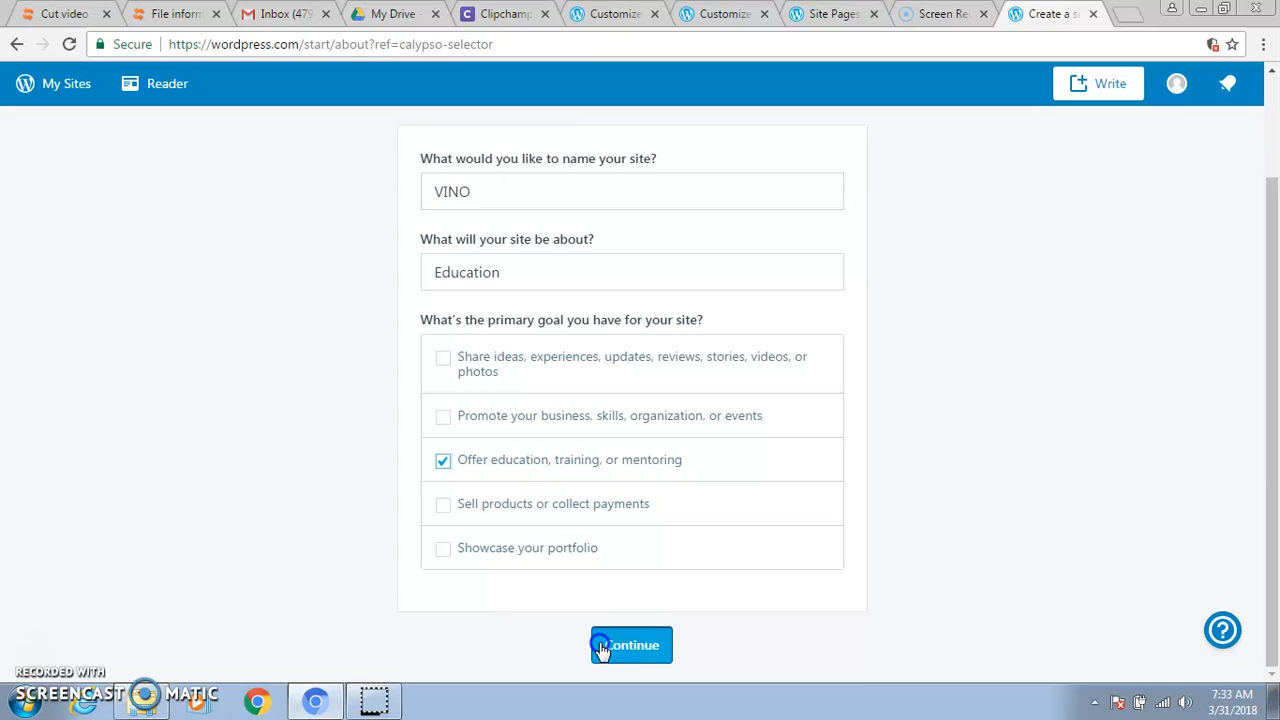 Cut video
File inform
Inbox (479
My Drive -
Clipchamp
Customize
Customize
Site Pages
Screen Re
Create a s
Secure https://wordpress.com/start/about?ref=calypso-selector
My Sites Reader Write
What would you like to name your site?
VINO
What will your site be about?
Education
What's the primary goal you have for your site?
Share ideas, experiences, updates, reviews, stories, videos, or
photos
Promote your business, skills, organization, or events
Offer education, training, or mentoring
Sell products or collect payments
Showcase your portfolio
Continue
RECORDED WITH
SCREENCAST MATIC
7:33 AM
3/31/2018